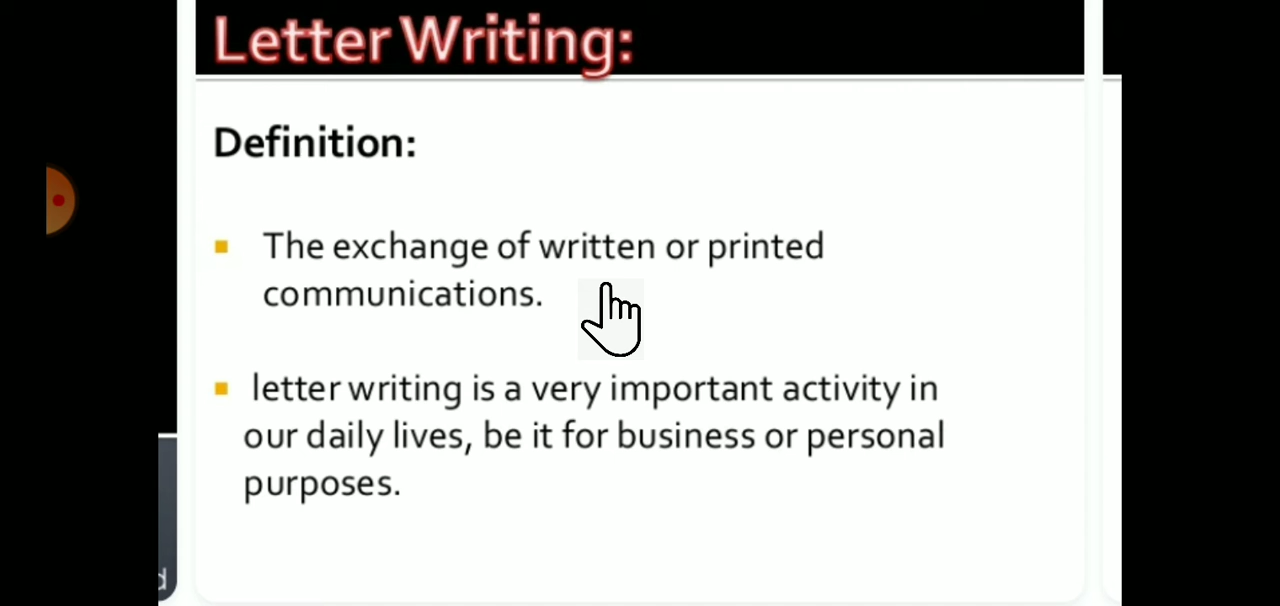 Letter Writing:
Definition:
The exchange of written or printed
communications.
letter writing is a very important activity in
our daily lives, be it for business or personal
purposes.
d